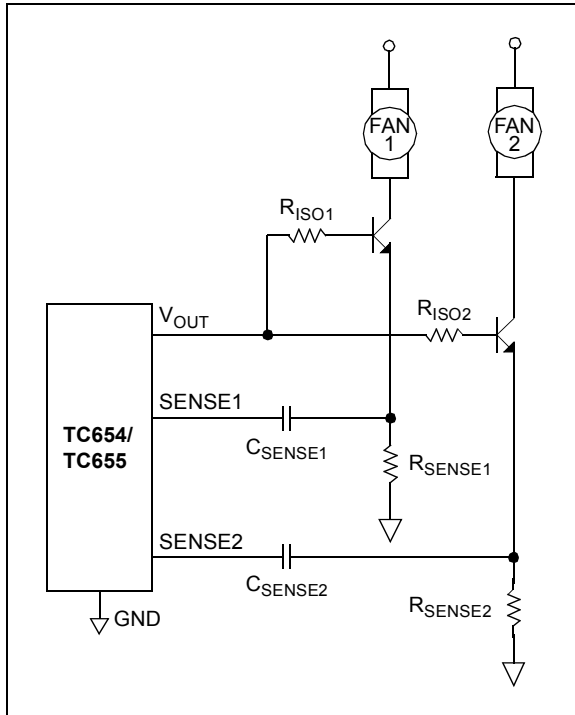 FAN
1
FAN
2
R_ISO1
V_OUT
R_ISO2
SENSE1
C_SENSE1
R_SENSE1
TC654/
TC655
SENSE2
C_SENSE2
R_SENSE2
GND